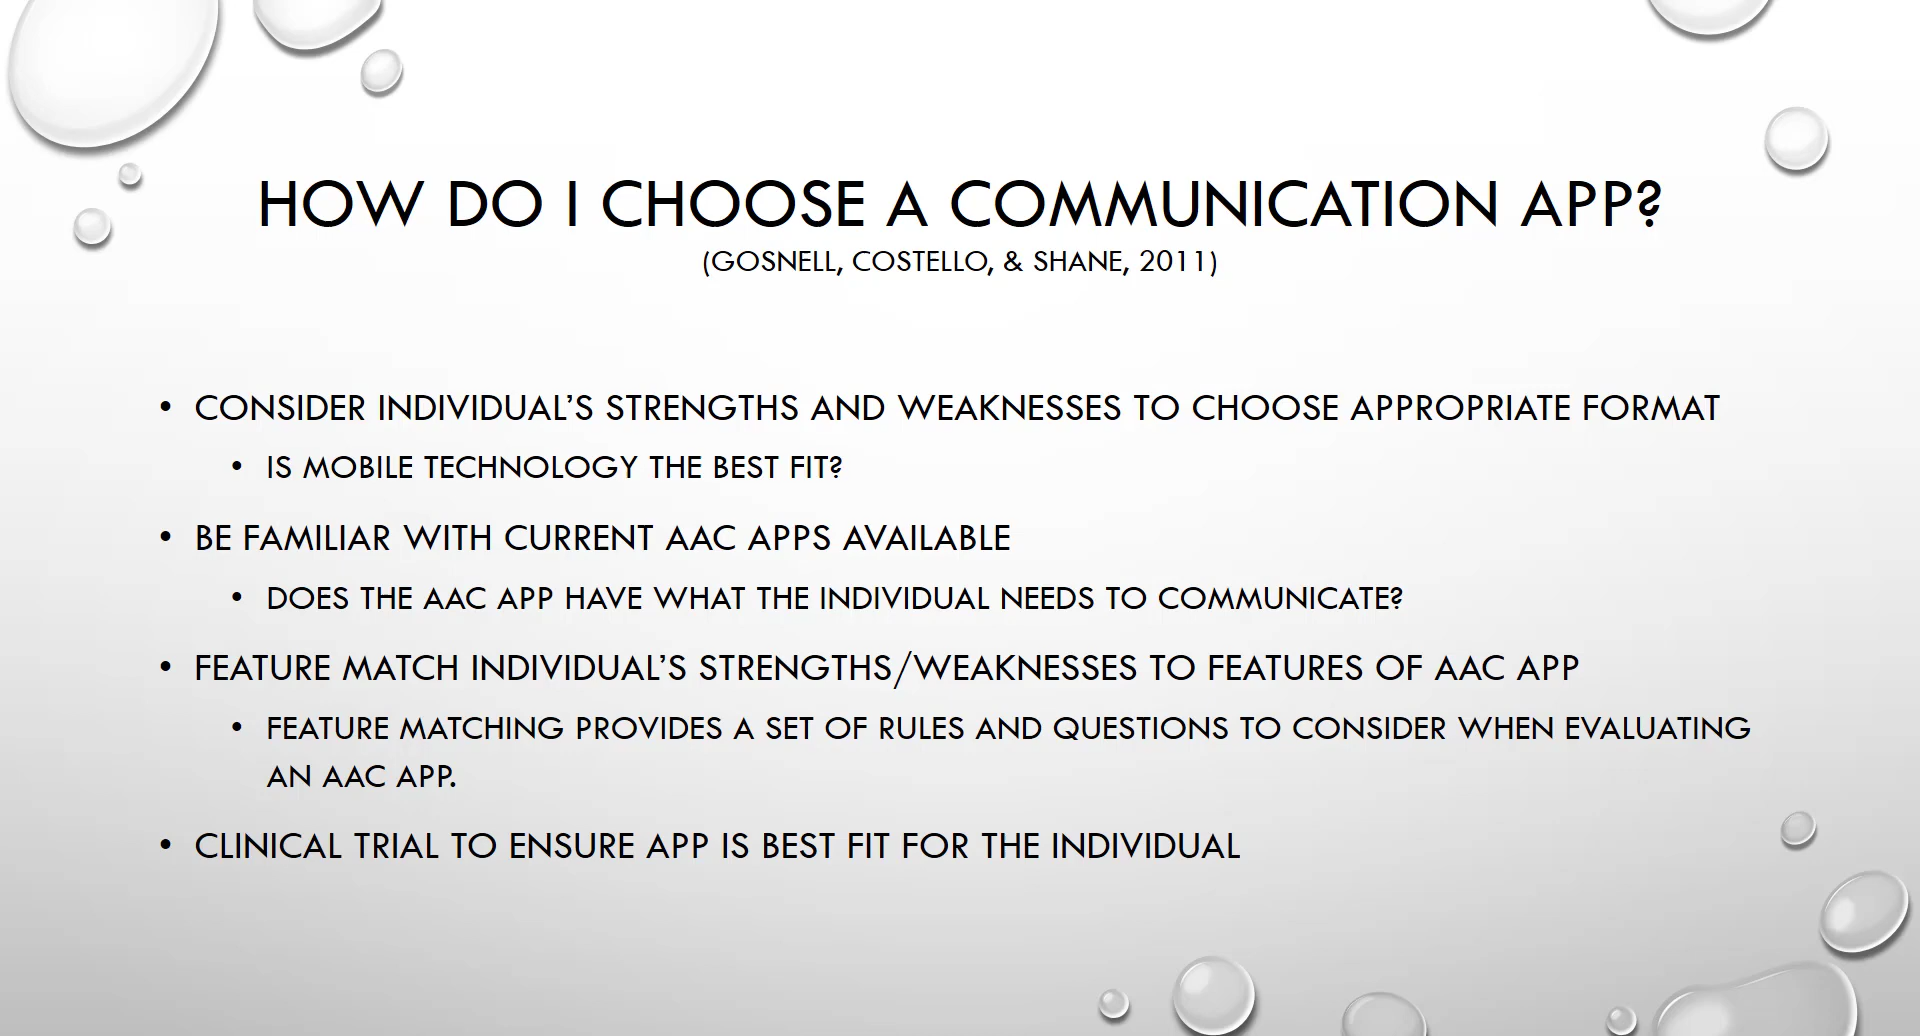 HOW DO I CHOOSE A COMMUNICATION APP?
(GOSNELL, COSTELLO, & SHANE, 2011)
• CONSIDER INDIVIDUAL’S STRENGTHS AND WEAKNESSES TO CHOOSE APPROPRIATE FORMAT
• IS MOBILE TECHNOLOGY THE BEST FIT?
• BE FAMILIAR WITH CURRENT AAC APPS AVAILABLE
• DOES THE AAC APP HAVE WHAT THE INDIVIDUAL NEEDS TO COMMUNICATE?
• FEATURE MATCH INDIVIDUAL’S STRENGTHS/WEAKNESSES TO FEATURES OF AAC APP
• FEATURE MATCHING PROVIDES A SET OF RULES AND QUESTIONS TO CONSIDER WHEN EVALUATING
AN AAC APP.
• CLINICAL TRIAL TO ENSURE APP IS BEST FIT FOR THE INDIVIDUAL